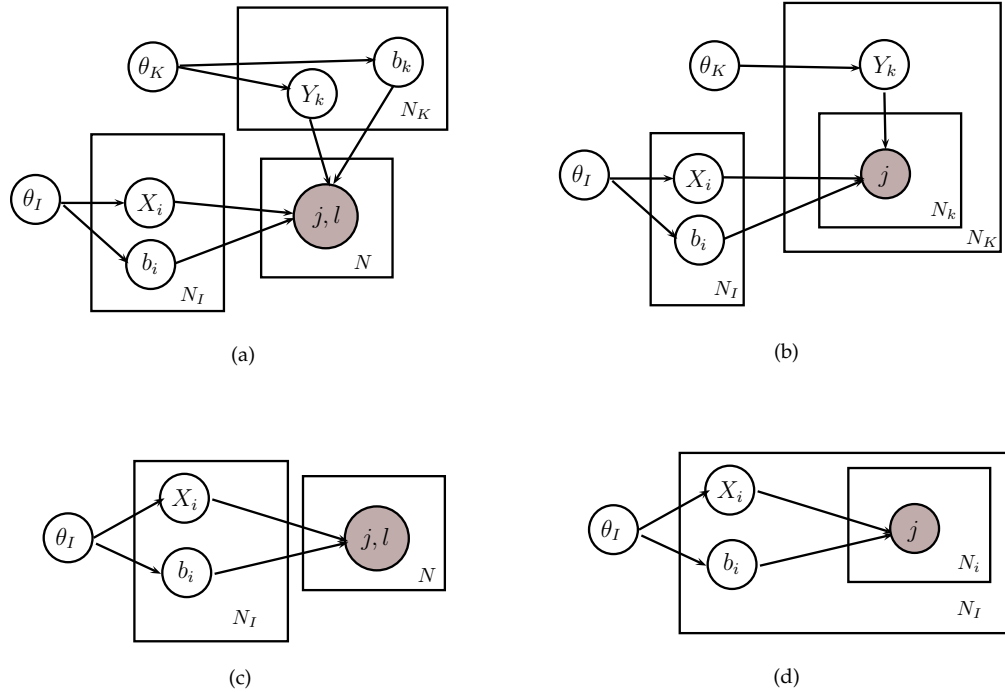 θ_K
Y_k
b_k
N_K
θ_I
X_i
b_i
N_I
j, l
N
(a)
θ_K
Y_k
θ_I
X_i
b_i
N_I
j
N_k
N_K
(b)
θ_I
X_i
b_i
N_I
j, l
N
(c)
θ_I
X_i
b_i
j
N_i
N_I
(d)